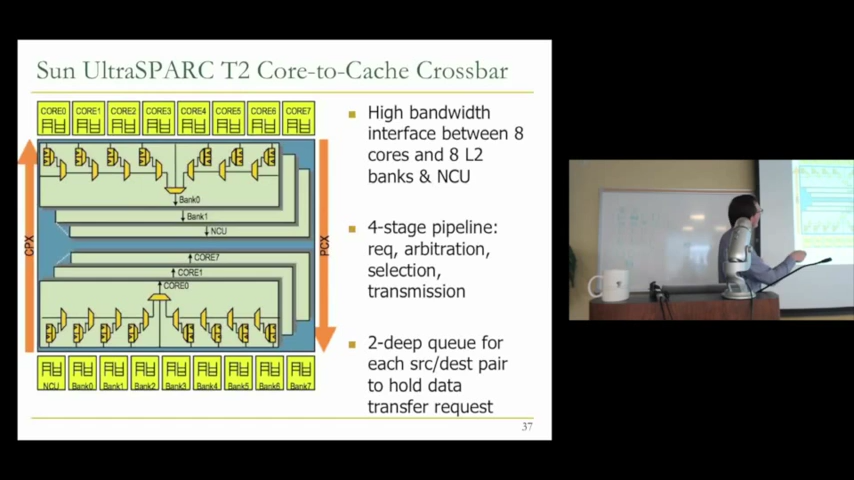 Sun UltraSPARC T2 Core-to-Cache Crossbar
CORE0 CORE1 CORE2 CORE3 CORE4 CORE5 CORE6 CORE7
Bank0
Bank1
NCU
CPX
PCX
CORE7
CORE1
CORE0
NCU Bank0 Bank1 Bank2 Bank3 Bank4 Bank5 Bank6 Bank7
High bandwidth
interface between 8
cores and 8 L2
banks & NCU
4-stage pipeline:
req, arbitration,
selection,
transmission
2-deep queue for
each src/dest pair
to hold data
transfer request
37